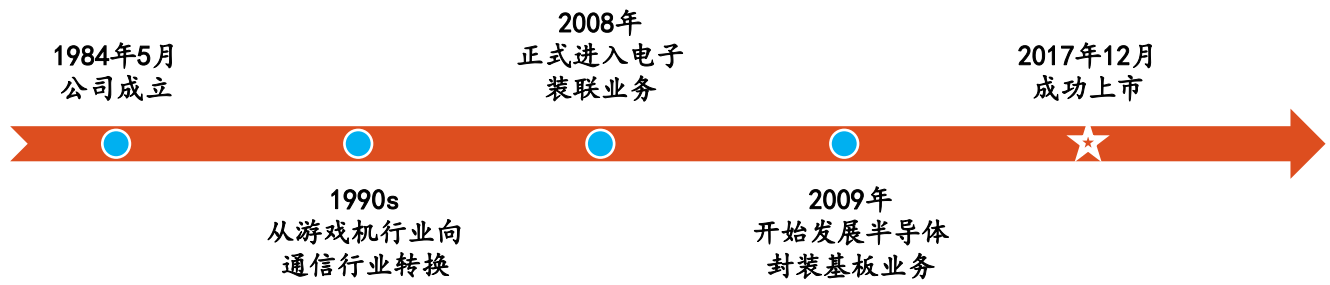 1984年5月
公司成立
1990s
从游戏机行业向
通信行业转换
2008年
正式进入电子
装联业务
2009年
开始发展半导体
封装基板业务
2017年12月
成功上市